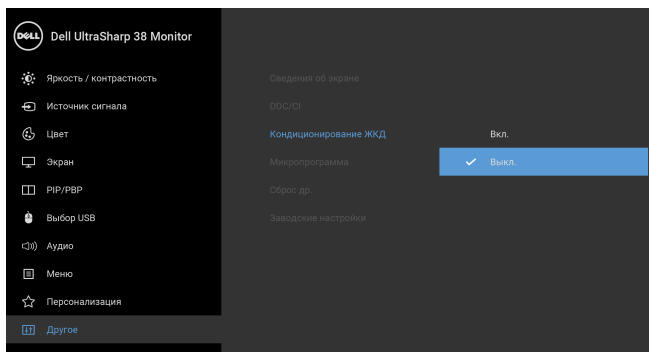 DELL Dell UltraSharp 38 Monitor
Яркость / контрастность
Источник сигнала
Цвет
Экран
PIP/PBP
Выбор USB
Аудио
Меню
Персонализация
Другое
Сведения об экране
DDC/CI
Кондиционирование ЖКД
Микропрограмма
Сброс др.
Заводские настройки
Вкл.
Выкл.